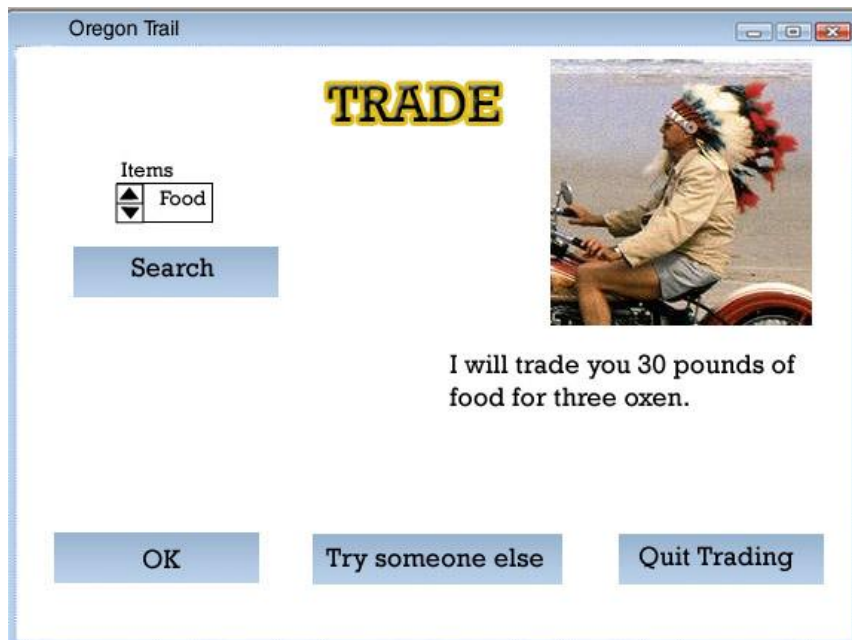 Oregon Trail
TRADE
Items
Food
Search
I will trade you 30 pounds of
food for three oxen.
OK
Try someone else
Quit Trading